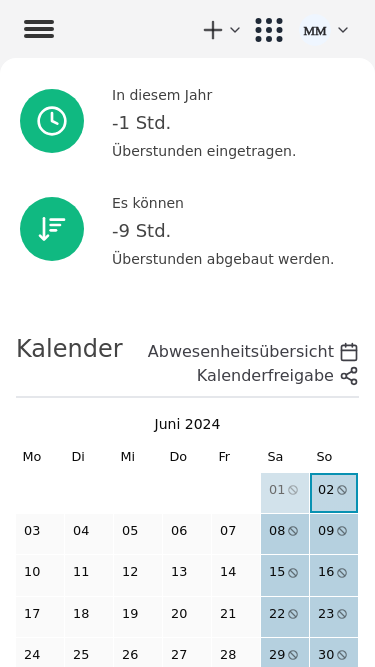 MM
In diesem Jahr
-1 Std.
Überstunden eingetragen.
Es können
-9 Std.
Überstunden abgebaut werden.
Kalender
Abwesenheitsübersicht
Kalenderfreigabe
Juni 2024
Mo Di Mi Do Fr Sa So
01 02
03 04 05 06 07 08 09
10 11 12 13 14 15 16
17 18 19 20 21 22 23
24 25 26 27 28 29 30